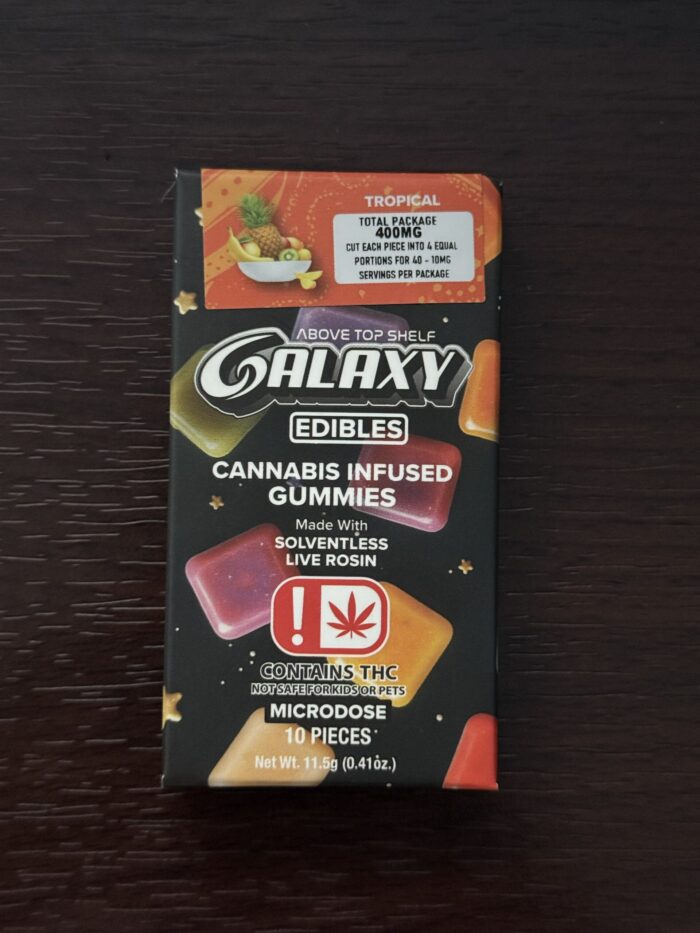 TROPICAL
TOTAL PACKAGE
400MG
CUT EACH PIECE INTO 4 EQUAL
PORTIONS FOR 40 - 10MG
SERVINGS PER PACKAGE
ABOVE TOP SHELF
GALAXY
EDIBLES
CANNABIS INFUSED
GUMMIES
Made With
SOLVENTLESS
LIVE ROSIN
!
CONTAINS THC
NOT SAFE FOR KIDS OR PETS
MICRODOSE
10 PIECES
Net Wt. 11.5g (0.41oz.)